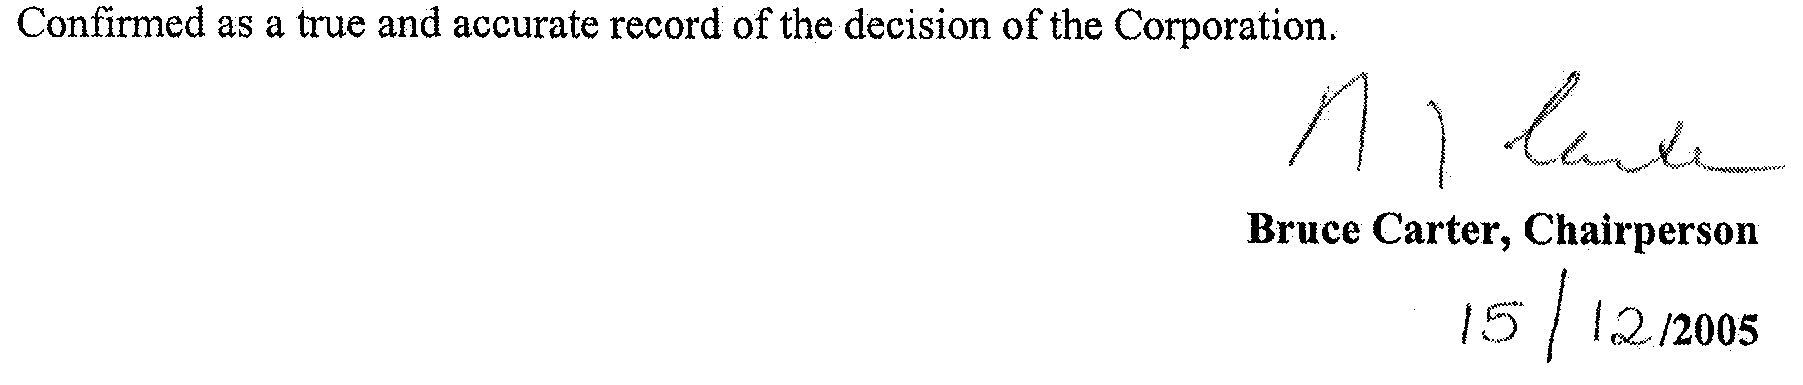 Confirmed as a true and accurate record of the decision of the Corporation.
Bruce Carter, Chairperson
15/12/2005